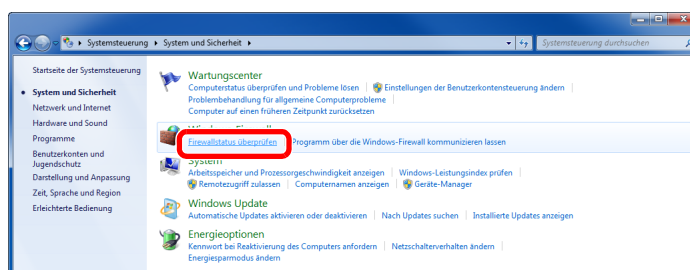 Systemsteuerung ▸ System und Sicherheit ▸
Systemsteuerung durchsuchen
Startseite der Systemsteuerung
System und Sicherheit
Netzwerk und Internet
Hardware und Sound
Programme
Benutzerkonten und
Jugendschutz
Darstellung und Anpassung
Zeit, Sprache und Region
Erleichterte Bedienung
Wartungscenter
Computerstatus überprüfen und Probleme lösen | Einstellungen der Benutzerkontensteuerung ändern |
Problembehandlung für allgemeine Computerprobleme |
Computer auf einen früheren Zeitpunkt zurücksetzen
Firewallstatus überprüfen | Programm über die Windows-Firewall kommunizieren lassen
System
Arbeitsspeicher und Prozessorgeschwindigkeit anzeigen | Windows-Leistungsindex prüfen |
Remotezugriff zulassen | Computernamen anzeigen | Geräte-Manager
Windows Update
Automatische Updates aktivieren oder deaktivieren | Nach Updates suchen | Installierte Updates anzeigen
Energieoptionen
Kennwort bei Reaktivierung des Computers anfordern | Netzschalterverhalten ändern |
Energiesparmodus ändern